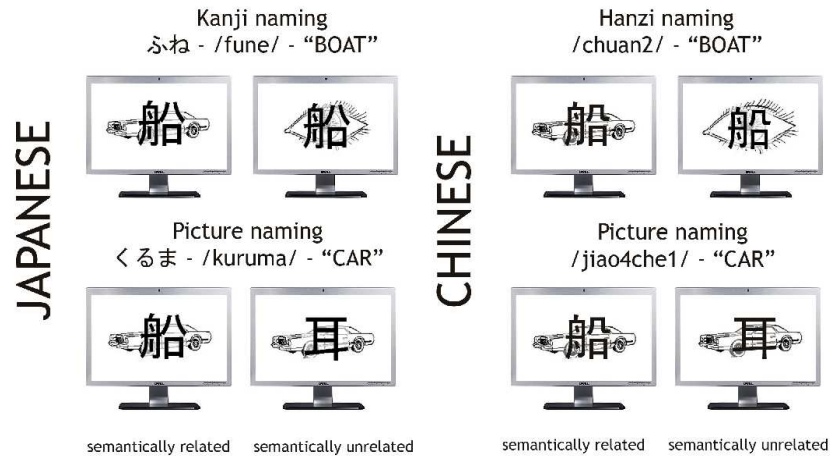 JAPANESE
Kanji naming
ふね - /fune/ - “BOAT”
船
船
Picture naming
くるま - /kuruma/ - “CAR”
船
耳
semantically related
semantically unrelated
CHINESE
Hanzi naming
/chuan2/ - “BOAT”
船
船
Picture naming
/jiao4che1/ - “CAR”
船
耳
semantically related
semantically unrelated